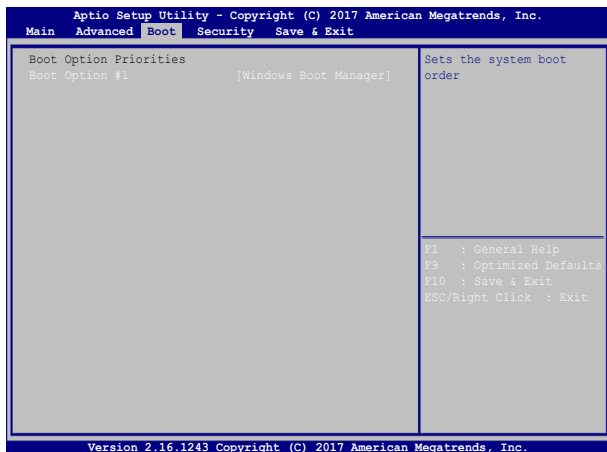 Aptio Setup Utility - Copyright (C) 2017 American Megatrends, Inc.
Main Advanced Boot Security Save & Exit
Boot Option Priorities
Boot Option #1 [Windows Boot Manager]
Sets the system boot
order
F1 : General Help
F9 : Optimized Defaults
F10 : Save & Exit
ESC/Right Click : Exit
Version 2.16.1243 Copyright (C) 2017 American Megatrends, Inc.